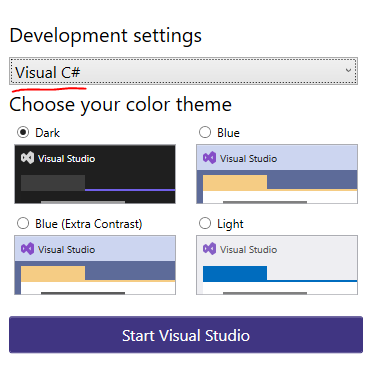 Development settings
Visual C#
Choose your color theme
Dark
Blue
Visual Studio
Visual Studio
Blue (Extra Contrast)
Light
Visual Studio
Visual Studio
Start Visual Studio